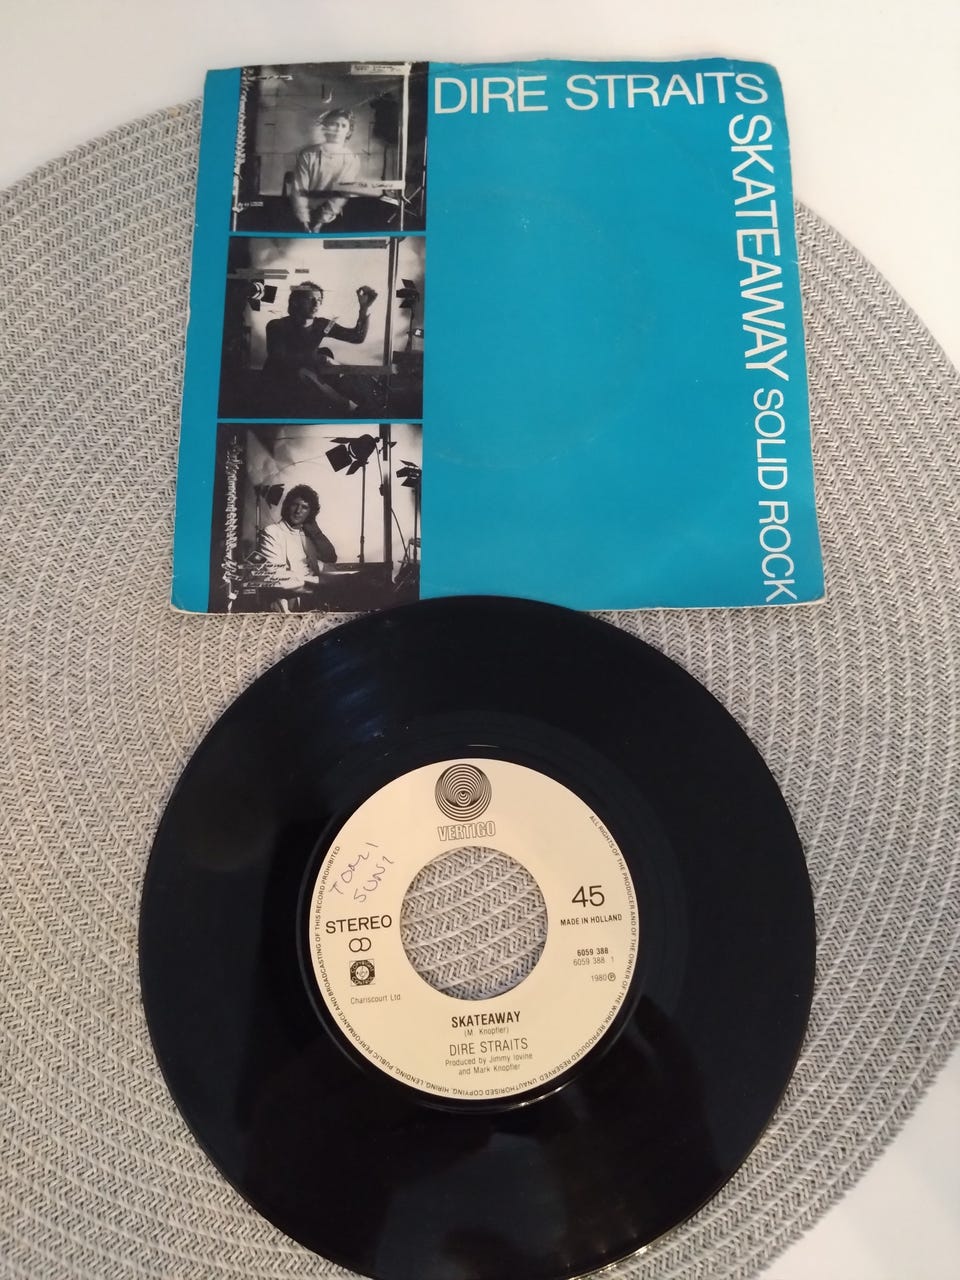 DIRE STRAITS
SKATEAWAY SOLID ROCK
VERTIGO
STEREO
45
MADE IN HOLLAND
6059 388
6059 388 1
1980 ℗
Chariscourt Ltd.
SKATEAWAY
(M. Knopfler)
DIRE STRAITS
Produced by Jimmy Iovine
and Mark Knopfler
ALL RIGHTS OF THE PRODUCER AND OF THE OWNER OF THE WORK REPRODUCED RESERVED. UNAUTHORISED COPYING, HIRING, LENDING, PUBLIC PERFORMANCE AND BROADCASTING OF THIS RECORD PROHIBITED